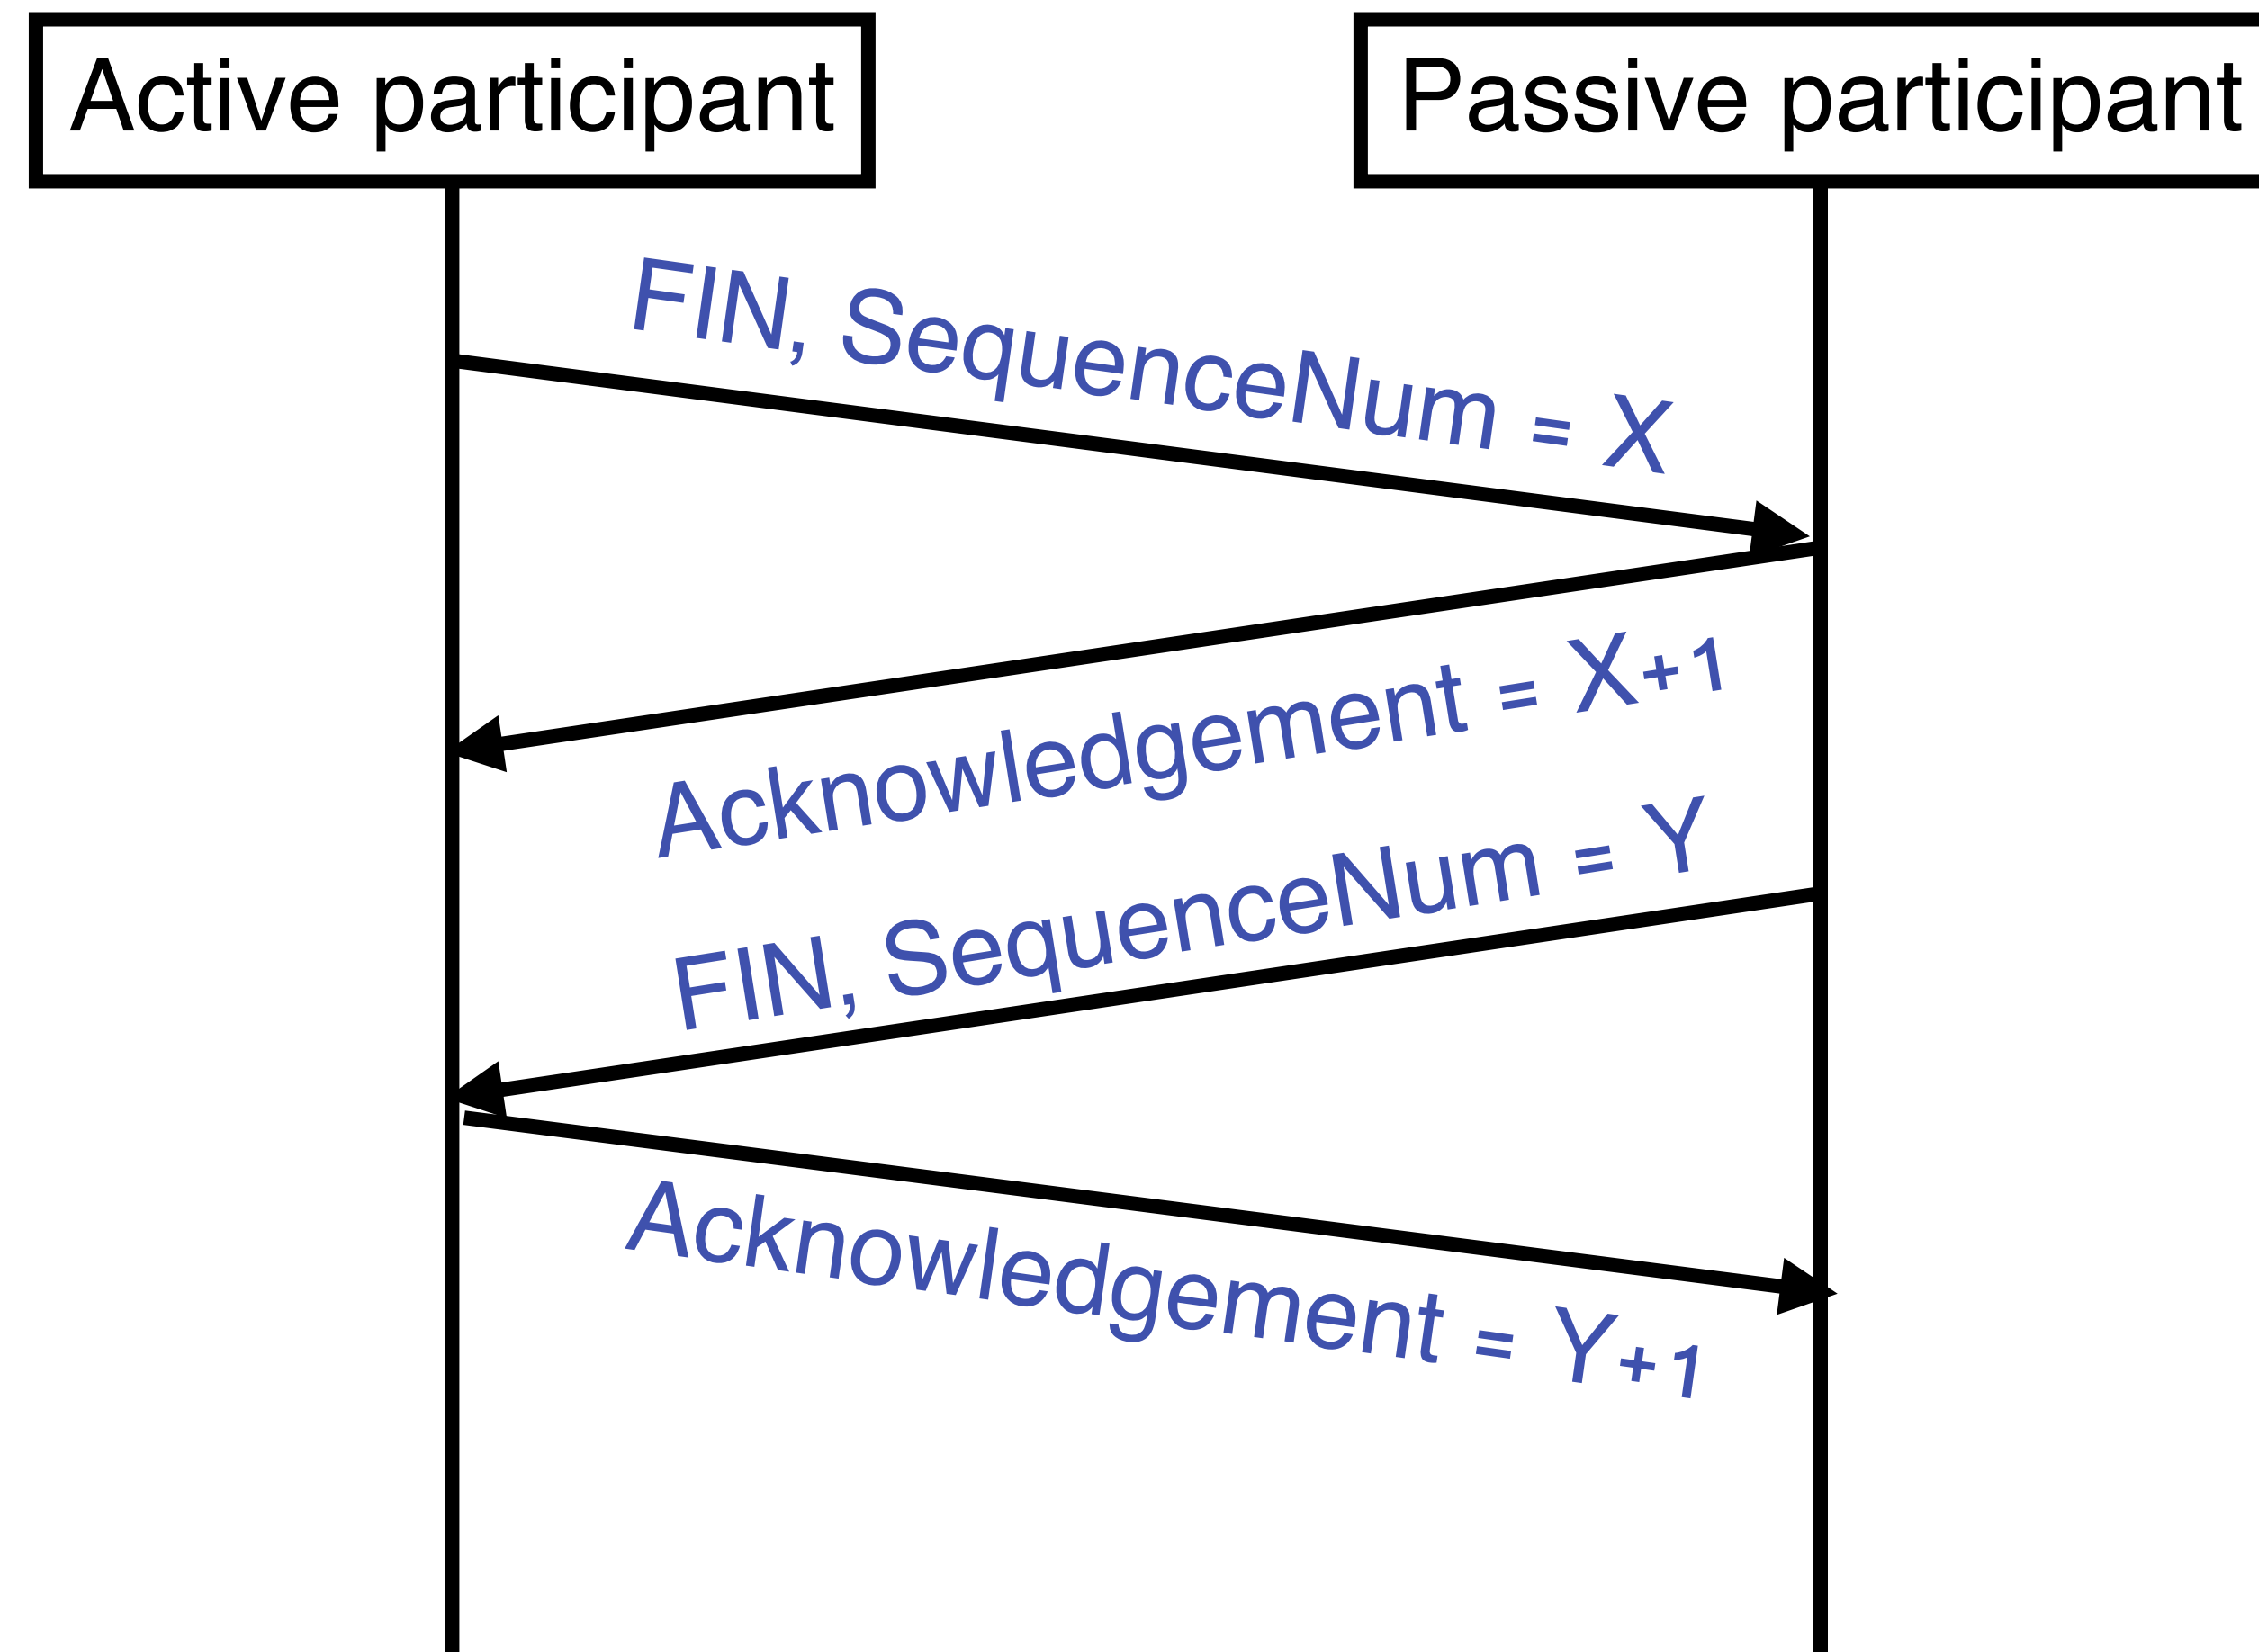 Active participant
Passive participant
FIN, SequenceNum = X
Acknowledgement = X+1
FIN, SequenceNum = Y
Acknowledgement = Y+1